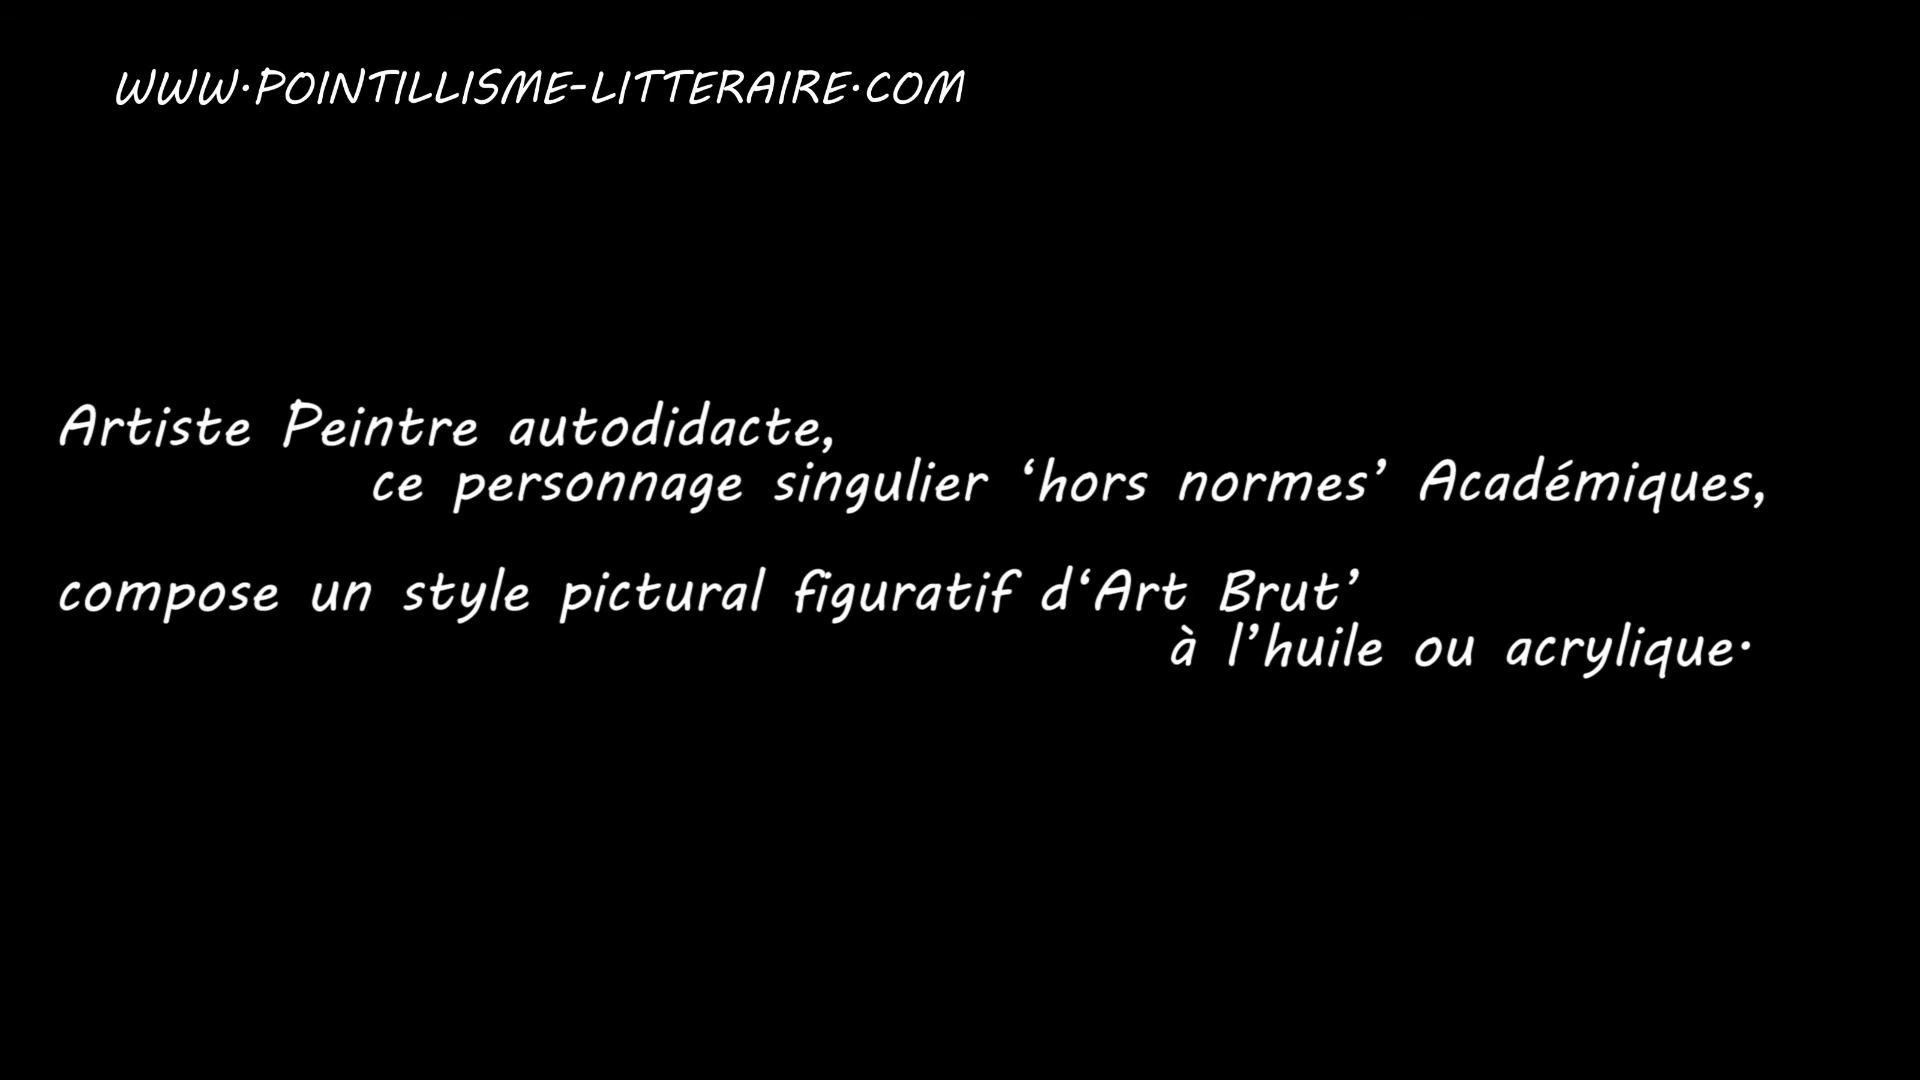 WWW.POINTILLISME-LITTERAIRE.COM
Artiste Peintre autodidacte,
ce personnage singulier ‘hors normes’ Académiques,
compose un style pictural figuratif d‘Art Brut’
à l’huile ou acrylique.